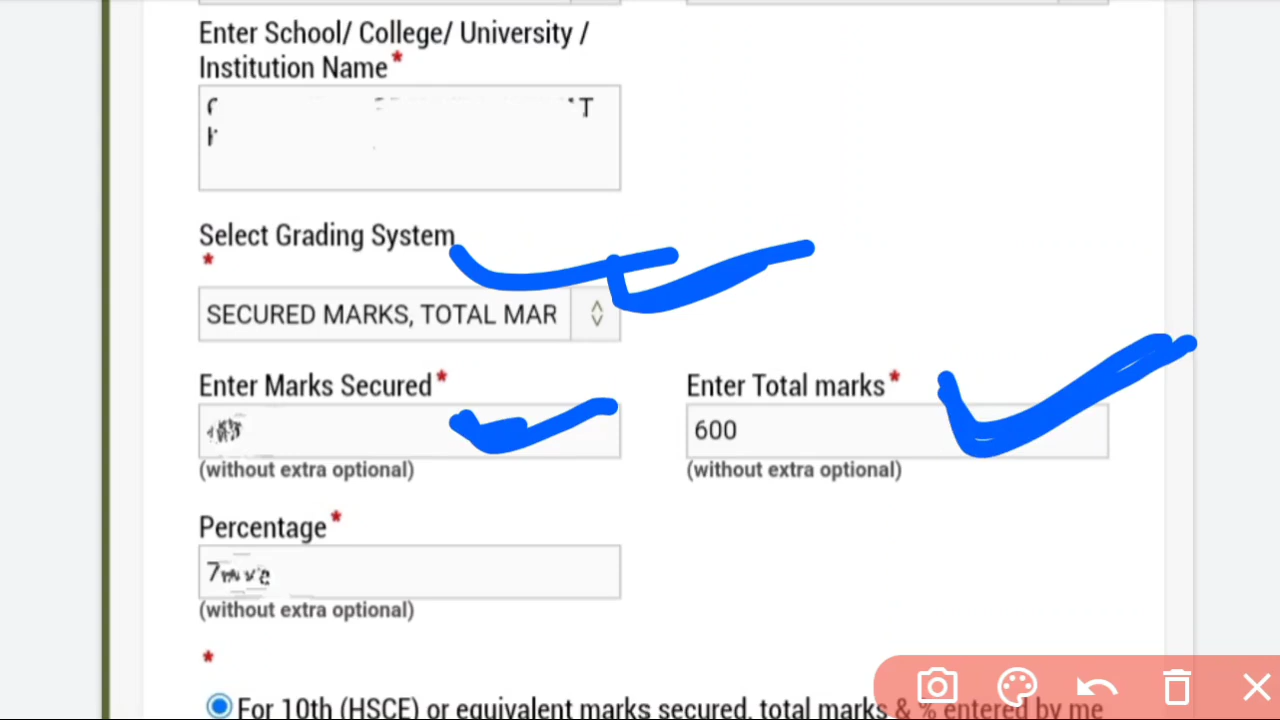 Enter School/ College/ University /
Institution Name*
Select Grading System
*
SECURED MARKS, TOTAL MAR
Enter Marks Secured* Enter Total marks*
600
(without extra optional) (without extra optional)
Percentage*
(without extra optional)
*
For 10th (HSCE) or equivalent marks secured, total marks & % entered by me